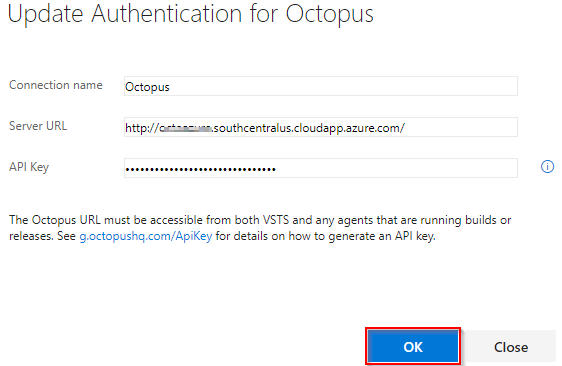 Update Authentication for Octopus
Connection name
Octopus
Server URL
http:// .southcentralus.cloudapp.azure.com/
API Key
•••••••••••••••••••••••••••••••
The Octopus URL must be accessible from both VSTS and any agents that are running builds or
releases. See g.octopushq.com/ApiKey for details on how to generate an API key.
OK
Close